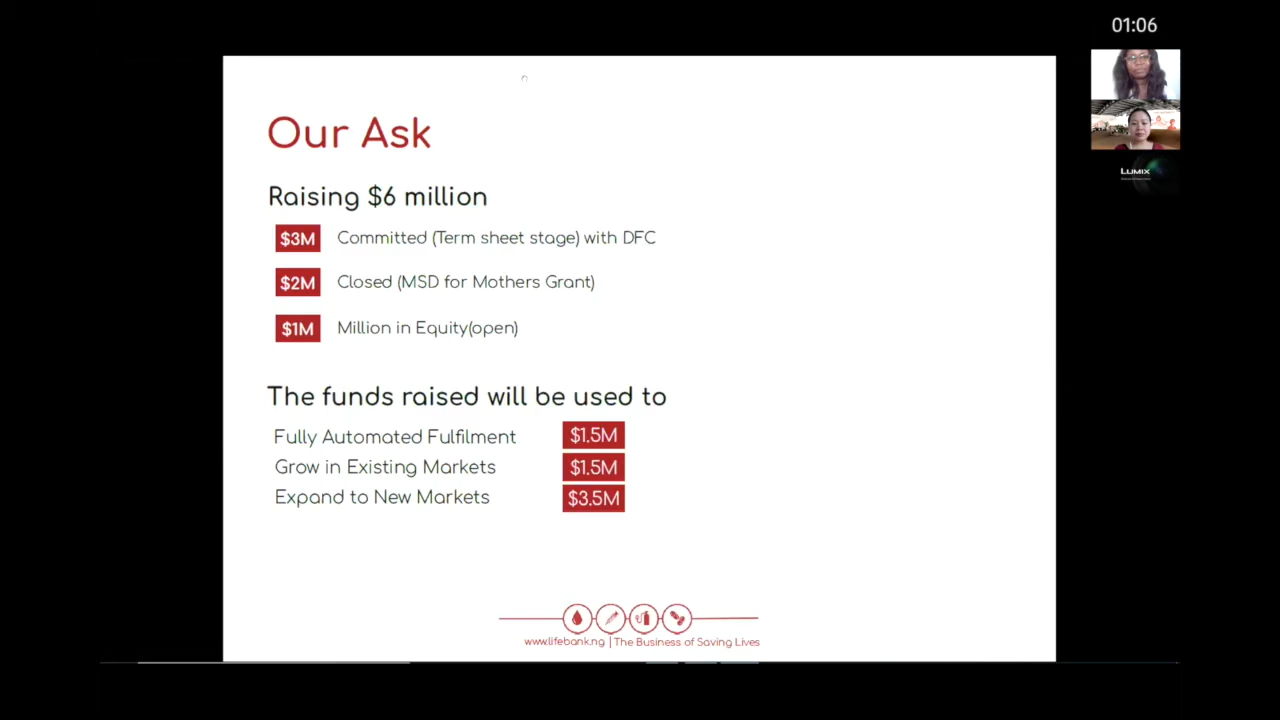 01:06
Our Ask
Raising $6 million
$3M Committed (Term sheet stage) with DFC
$2M Closed (MSD for Mothers Grant)
$1M Million in Equity(open)
The funds raised will be used to
Fully Automated Fulfilment $1.5M
Grow in Existing Markets $1.5M
Expand to New Markets $3.5M
www.lifebank.ng | The Business of Saving Lives
LUMIX